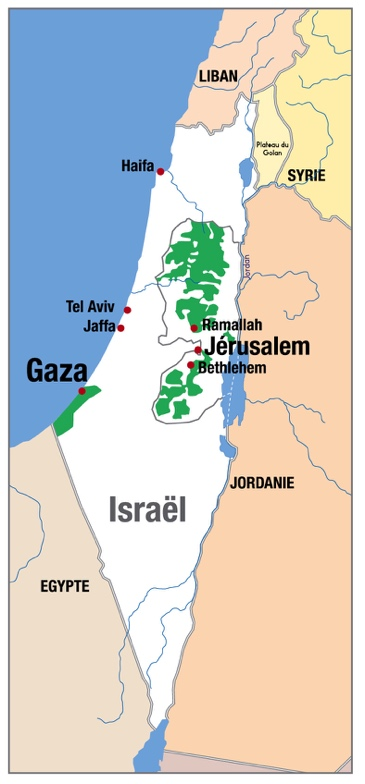 LIBAN
Plateau du
Golan
Haifa
SYRIE
Jordan
Tel Aviv
Jaffa
Ramallah
Jérusalem
Gaza
Bethlehem
JORDANIE
Israël
EGYPTE